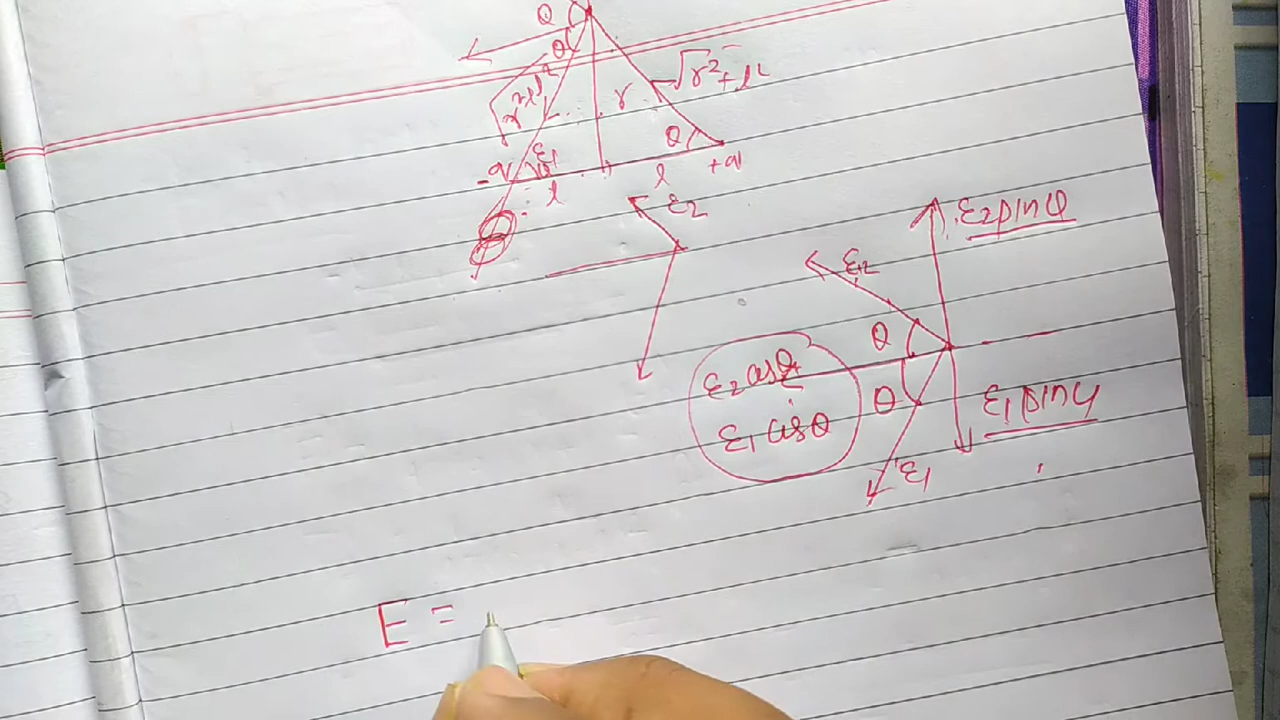 θ
θ
√r²+l²
r
√r²+l²
θ
-q
E1
θ
l
l
+q
E2
E2 sinθ
E2
θ
E2 cosθ
E1 cosθ
θ
E1 sinθ
E1
E =